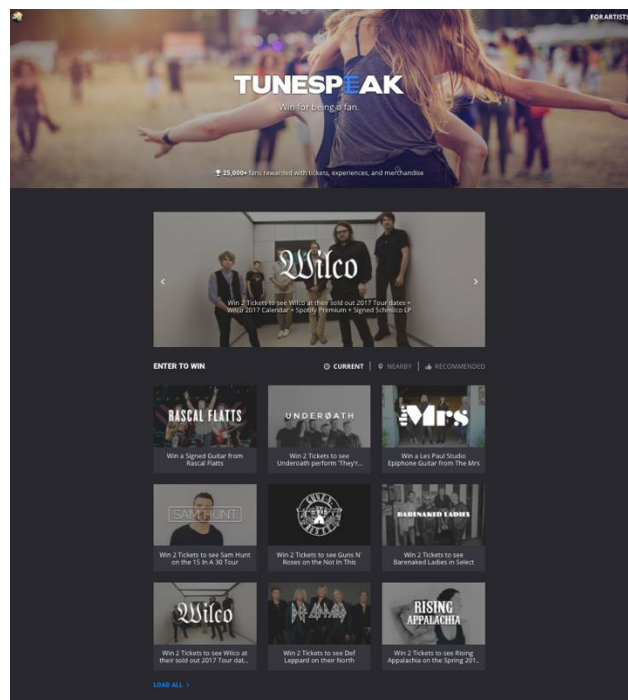 FOR ARTISTS
TUNESPEAK
Win for being a fan.
25,000+ fans rewarded with tickets, experiences, and merchandise
Wilco
Win 2 Tickets to see Wilco at their sold out 2017 Tour dates +
Wilco 2017 Calendar + Spotify Premium + Signed Schmilco LP
ENTER TO WIN
CURRENT
NEARBY
RECOMMENDED
RASCAL FLATTS
Win a Signed Guitar from
Rascal Flatts
UNDERØATH
Win 2 Tickets to see
Underoath perform 'They'r...
the Mrs
Win a Les Paul Studio
Epiphone Guitar from The Mrs
SAM HUNT
Win 2 Tickets to see Sam Hunt
on the 15 In A 30 Tour
GUNS N'
ROSES
Win 2 Tickets to see Guns N'
Roses on the Not In This
BARENAKED LADIES
Win 2 Tickets to see
Barenaked Ladies in Select
Wilco
Win 2 Tickets to see Wilco at
their sold out 2017 Tour dat...
DEF LEPPARD
Win 2 Tickets to see Def
Leppard on their North
RISING
APPALACHIA
Win 2 Tickets to see Rising
Appalachia on the Spring 201..
LOAD ALL